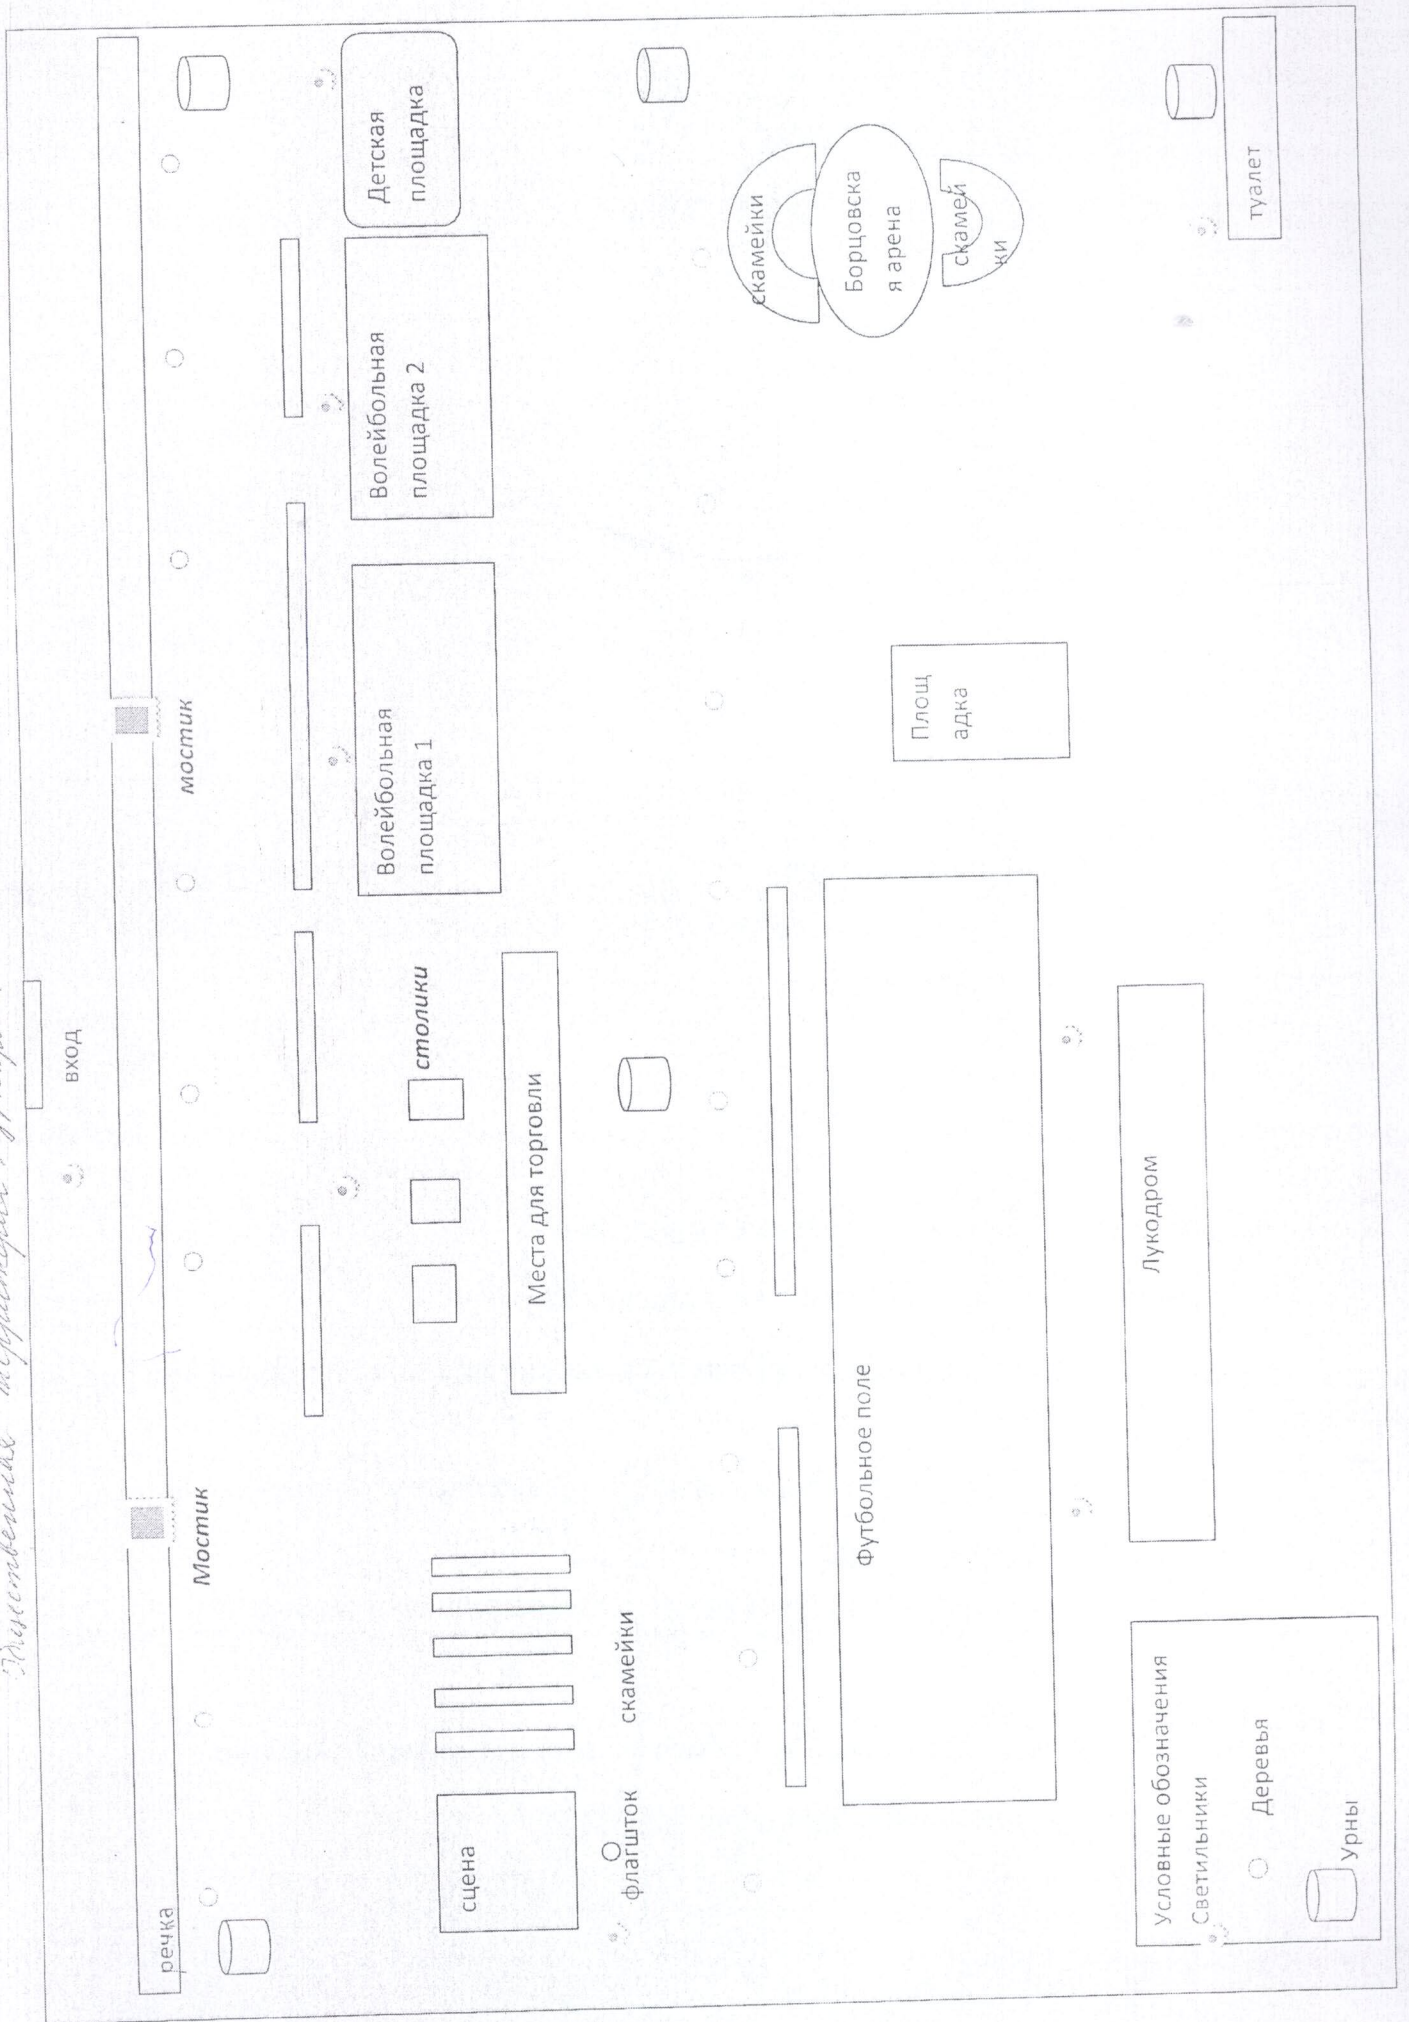 вход
речка
Мостик
мостик
сцена
флагшток
скамейки
столики
Места для торговли
Волейбольная
площадка 1
Волейбольная
площадка 2
Детская
площадка
Футбольное поле
Площ
адка
скамейки
Борцовска
я арена
скамей
ки
Лукодром
туалет
Условные обозначения
Светильники
Деревья
Урны